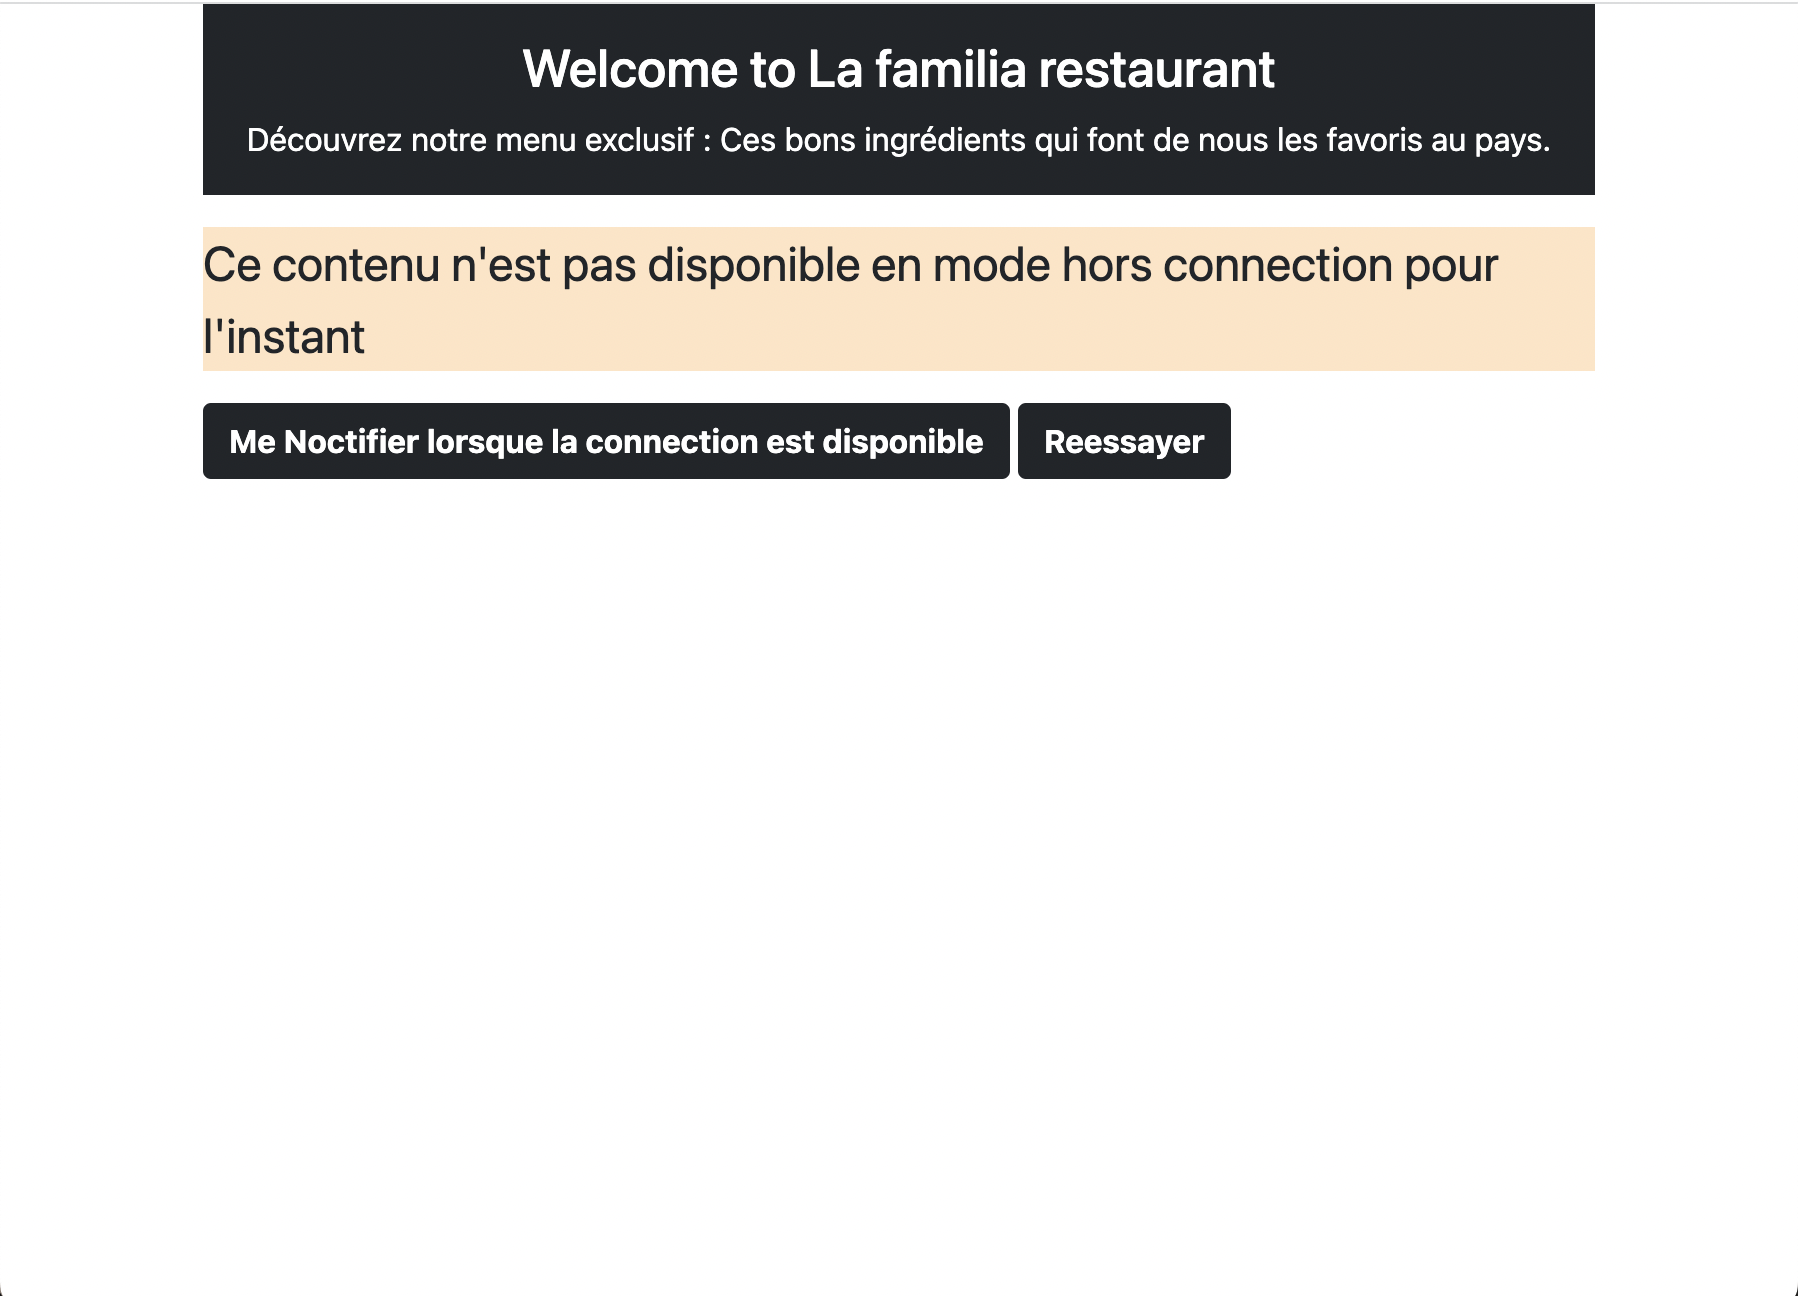 Welcome to La familia restaurant
Découvrez notre menu exclusif : Ces bons ingrédients qui font de nous les favoris au pays.
Ce contenu n'est pas disponible en mode hors connection pour
l'instant
Me Noctifier lorsque la connection est disponible Reessayer